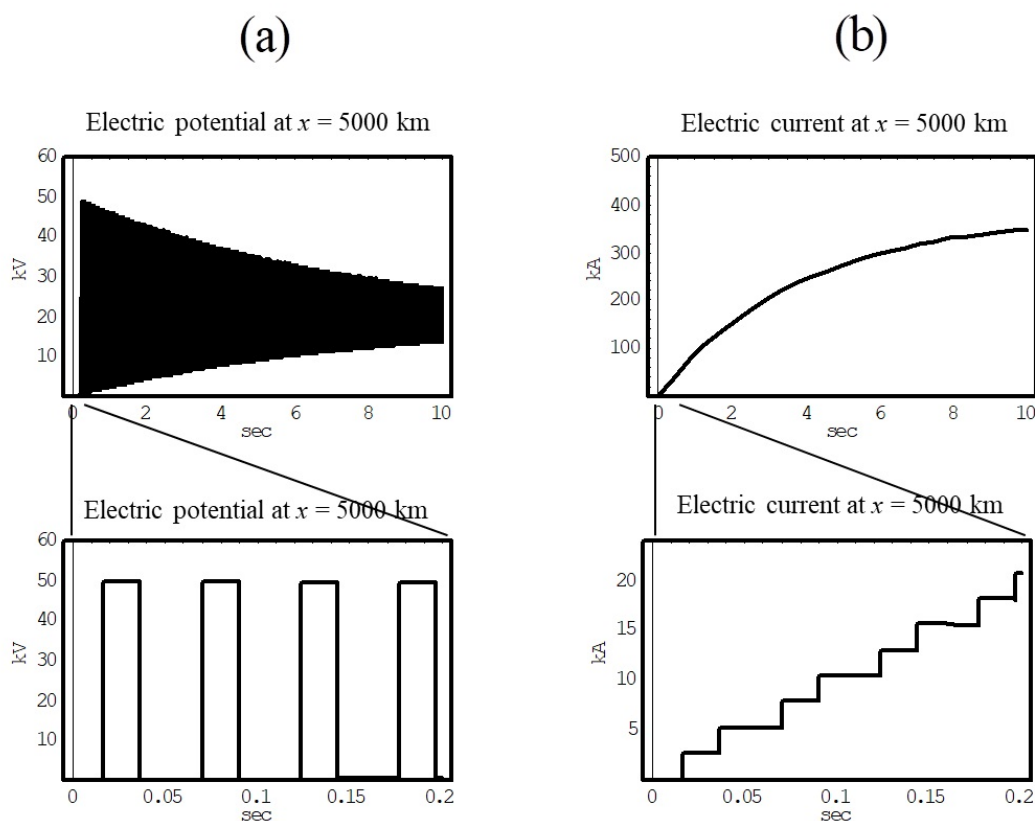 (a)
Electric potential at x = 5000 km
60
50
40
30
20
10
kV
0 2 4 6 8 10
sec
Electric potential at x = 5000 km
60
50
40
30
20
10
kV
0 0.05 0.1 0.15 0.2
sec
(b)
Electric current at x = 5000 km
500
400
300
200
100
kA
0 2 4 6 8 10
sec
Electric current at x = 5000 km
20
15
10
5
kA
0 0.05 0.1 0.15 0.2
sec